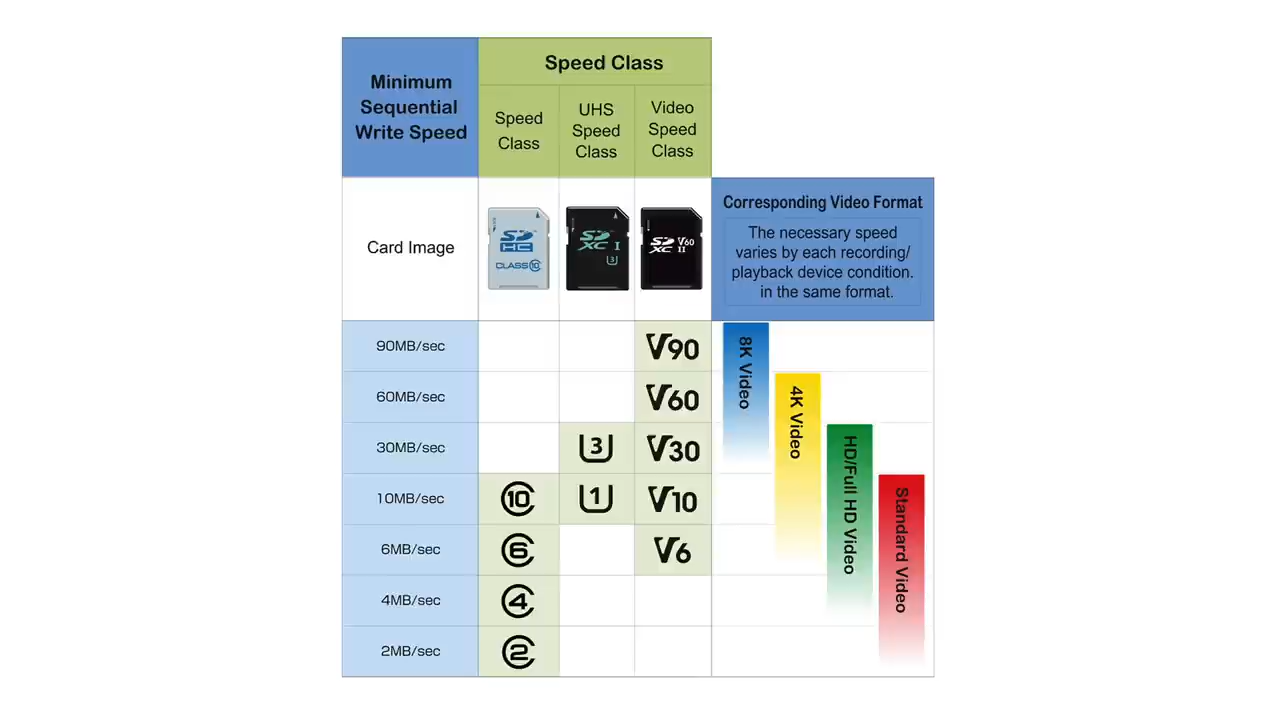 Minimum
Sequential
Write Speed
Speed Class
Speed
Class
UHS
Speed
Class
Video
Speed
Class
Card Image
SD
HC
CLASS 10
SD
XC I
3
SD
XC II
V60
Corresponding Video Format
The necessary speed
varies by each recording/
playback device condition.
in the same format.
90MB/sec
V90
60MB/sec
V60
30MB/sec
3
V30
10MB/sec
10
1
V10
6MB/sec
6
V6
4MB/sec
4
2MB/sec
2
8K Video
4K Video
HD/Full HD Video
Standard Video